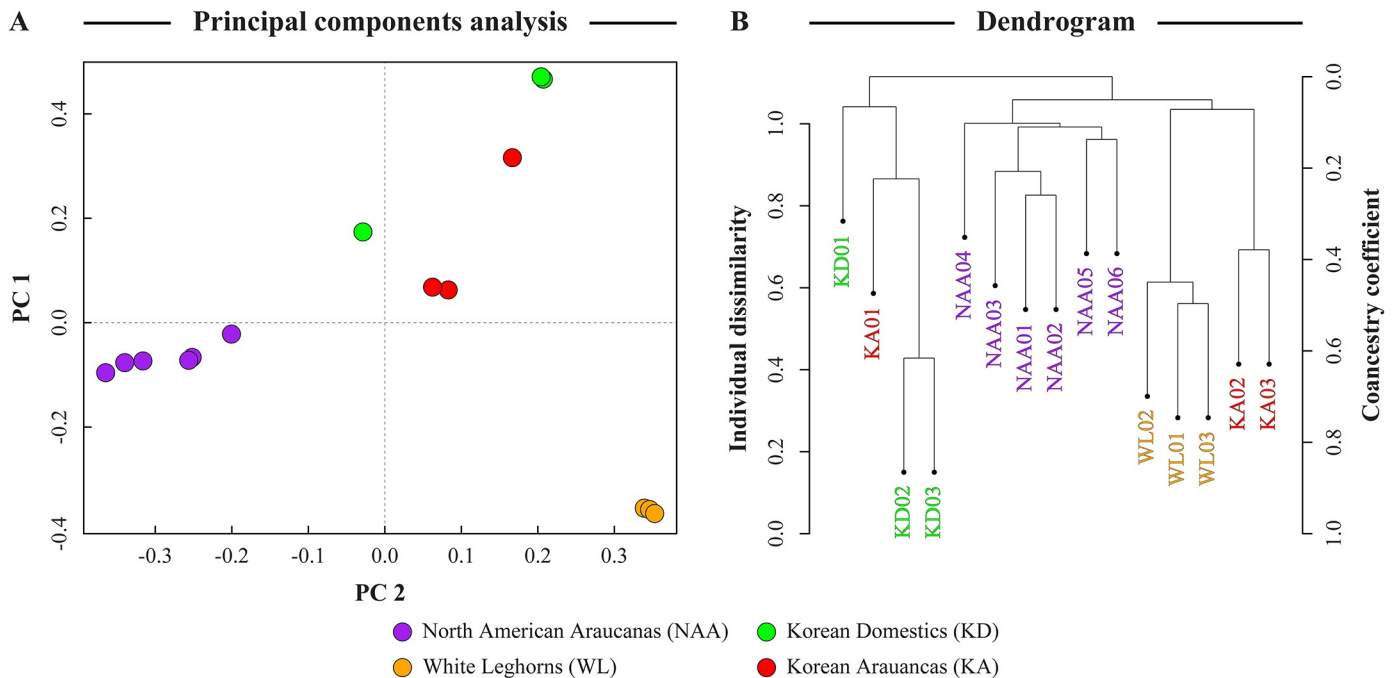 A
Principal components analysis
PC 1
0.4
0.2
0.0
-0.2
-0.4
-0.3
-0.2
-0.1
0.0
0.1
0.2
0.3
PC 2
B
Dendrogram
Individual dissimilarity
1.0
0.8
0.6
0.4
0.2
0.0
KD01
KA01
KD02
KD03
NAA04
NAA03
NAA01
NAA02
NAA05
NAA06
WL02
WL01
WL03
KA02
KA03
0.0
0.2
0.4
0.6
0.8
1.0
Coancestry coefficient
North American Araucanas (NAA)
Korean Domestics (KD)
White Leghorns (WL)
Korean Arauancas (KA)